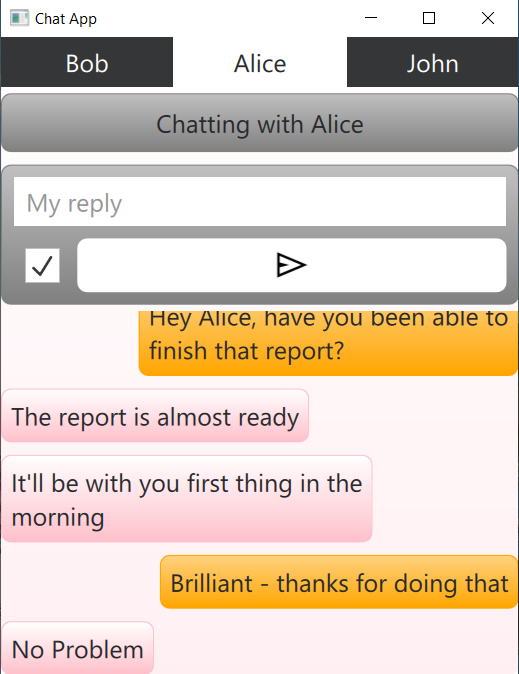 Chat App
Bob
Alice
John
Chatting with Alice
My reply
Hey Alice, have you been able to
finish that report?
The report is almost ready
It'll be with you first thing in the
morning
Brilliant - thanks for doing that
No Problem